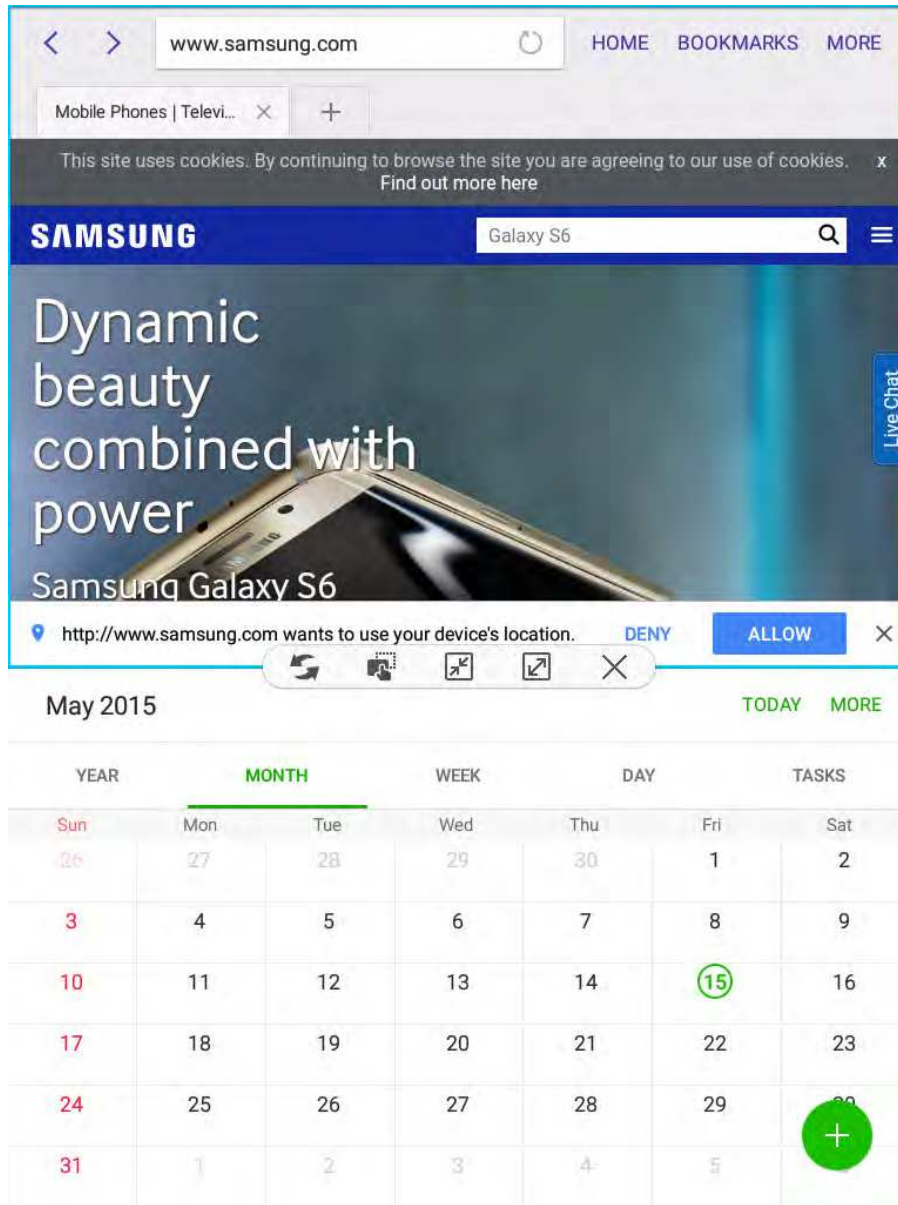 www.samsung.com HOME BOOKMARKS MORE
Mobile Phones | Televi...
This site uses cookies. By continuing to browse the site you are agreeing to our use of cookies. x
Find out more here
SAMSUNG Galaxy S6
Dynamic
beauty
combined with
power
Samsung Galaxy S6
Live Chat
http://www.samsung.com wants to use your device's location. DENY ALLOW
May 2015 TODAY MORE
YEAR MONTH WEEK DAY TASKS
Sun Mon Tue Wed Thu Fri Sat
26 27 28 29 30 1 2
3 4 5 6 7 8 9
10 11 12 13 14 15 16
17 18 19 20 21 22 23
24 25 26 27 28 29 30
31 1 2 3 4 5